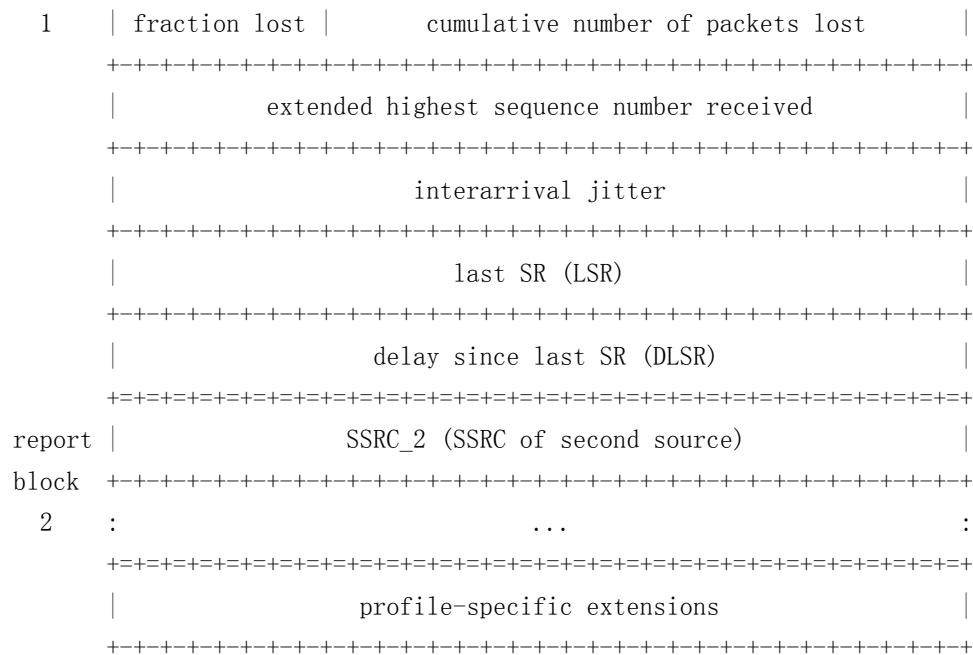 1    | fraction lost |       cumulative number of packets lost       |
     +-+-+-+-+-+-+-+-+-+-+-+-+-+-+-+-+-+-+-+-+-+-+-+-+-+-+-+-+-+-+-+-+
     |           extended highest sequence number received           |
     +-+-+-+-+-+-+-+-+-+-+-+-+-+-+-+-+-+-+-+-+-+-+-+-+-+-+-+-+-+-+-+-+
     |                      interarrival jitter                      |
     +-+-+-+-+-+-+-+-+-+-+-+-+-+-+-+-+-+-+-+-+-+-+-+-+-+-+-+-+-+-+-+-+
     |                         last SR (LSR)                         |
     +-+-+-+-+-+-+-+-+-+-+-+-+-+-+-+-+-+-+-+-+-+-+-+-+-+-+-+-+-+-+-+-+
     |                   delay since last SR (DLSR)                  |
     +=+=+=+=+=+=+=+=+=+=+=+=+=+=+=+=+=+=+=+=+=+=+=+=+=+=+=+=+=+=+=+=+
report |                 SSRC_2 (SSRC of second source)                |
block  +-+-+-+-+-+-+-+-+-+-+-+-+-+-+-+-+-+-+-+-+-+-+-+-+-+-+-+-+-+-+-+-+
  2    :                               ...                             :
     +=+=+=+=+=+=+=+=+=+=+=+=+=+=+=+=+=+=+=+=+=+=+=+=+=+=+=+=+=+=+=+=+
     |                  profile-specific extensions                  |
     +-+-+-+-+-+-+-+-+-+-+-+-+-+-+-+-+-+-+-+-+-+-+-+-+-+-+-+-+-+-+-+-+